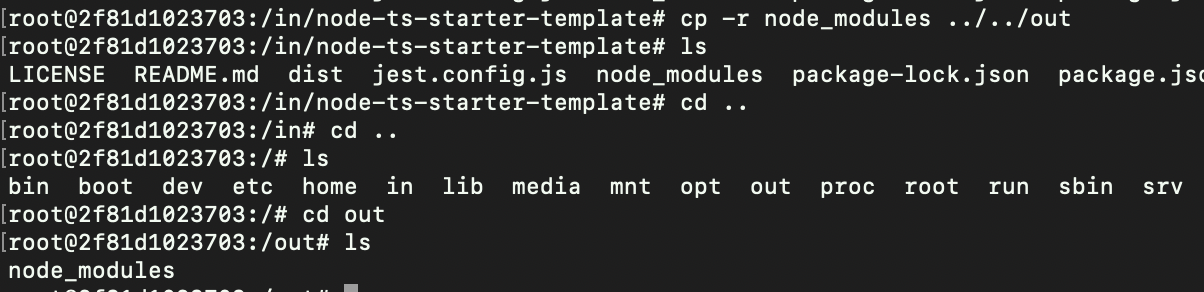 [root@2f81d1023703:/in/node-ts-starter-template# cp -r node_modules ../../out
[root@2f81d1023703:/in/node-ts-starter-template# ls
LICENSE README.md dist jest.config.js node_modules package-lock.json package.jso
[root@2f81d1023703:/in/node-ts-starter-template# cd ..
[root@2f81d1023703:/in# cd ..
[root@2f81d1023703:/# ls
bin boot dev etc home in lib media mnt opt out proc root run sbin srv
[root@2f81d1023703:/# cd out
[root@2f81d1023703:/out# ls
node_modules